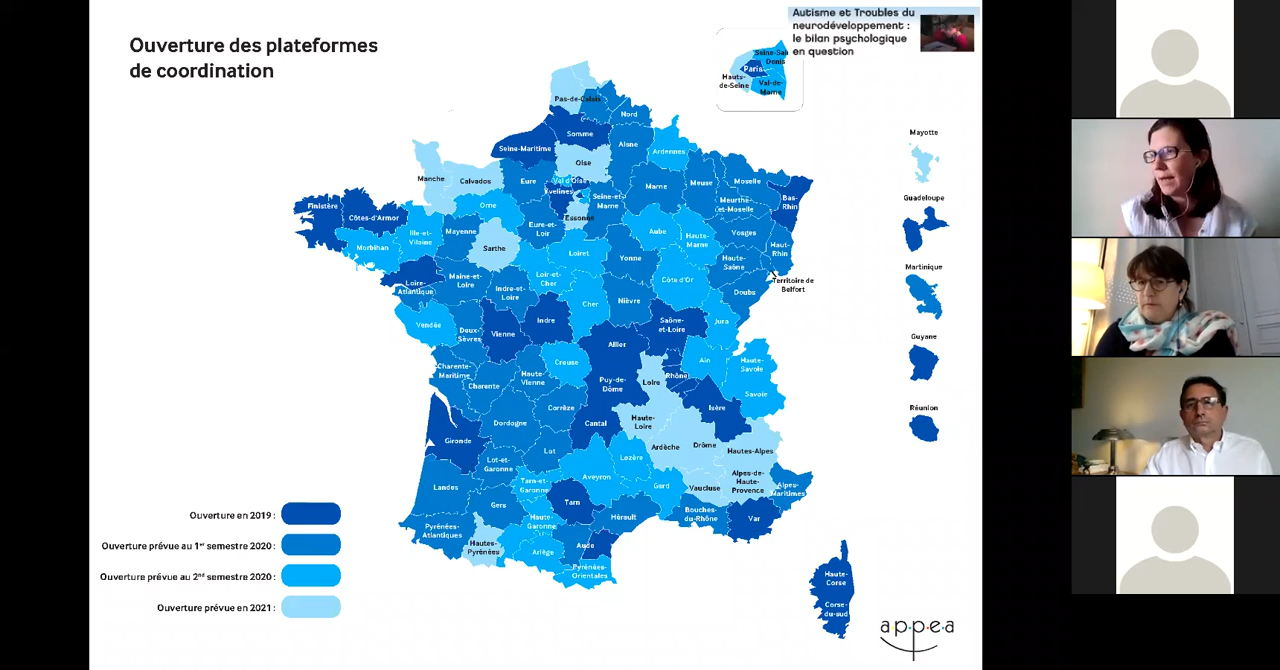 Ouverture des plateformes
de coordination
Autisme et Troubles du
neurodéveloppement :
le bilan psychologique
en question
Seine-Sai
Denis
Paris
Hauts-
de-Seine
Val-de-
Marne
Pas-de-Calais
Nord
Somme
Seine-Maritime
Aisne
Ardennes
Oise
Manche
Calvados
Eure
Val d'Oise
Yvelines
Seine-et-
Marne
Marne
Meuse
Moselle
Meurthe-
et-Moselle
Bas-
Rhin
Finistère
Côtes-d'Armor
Orne
Essonne
Eure-et-
Loir
Mayenne
Ille-et-
Vilaine
Morbihan
Sarthe
Loiret
Aube
Haute-
Marne
Vosges
Haut-
Rhin
Yonne
Haute-
Saône
Territoire de
Belfort
Loire-
Atlantique
Maine-et-
Loire
Indre-et-
Loire
Loir-et-
Cher
Cher
Nièvre
Côte d'Or
Doubs
Vendée
Deux-
Sèvres
Vienne
Indre
Saône-
et-Loire
Jura
Allier
Creuse
Ain
Haute-
Savoie
Charente-
Maritime
Charente
Haute-
Vienne
Puy-de-
Dôme
Loire
Rhône
Savoie
Isère
Corrèze
Dordogne
Cantal
Haute-
Loire
Gironde
Lot
Ardèche
Drôme
Hautes-Alpes
Lot-et-
Garonne
Lozère
Aveyron
Landes
Tarn-et-
Garonne
Gard
Vaucluse
Alpes-de-
Haute-
Provence
Alpes-
Maritimes
Gers
Tarn
Haute-
Garonne
Hérault
Bouches-
du-Rhône
Var
Pyrénées-
Atlantiques
Hautes-
Pyrénées
Ariège
Aude
Pyrénées-
Orientales
Haute-
Corse
Corse-
du-sud
Mayotte
Guadeloupe
Martinique
Guyane
Réunion
Ouverture en 2019 :
Ouverture prévue au 1er semestre 2020 :
Ouverture prévue au 2nd semestre 2020 :
Ouverture prévue en 2021 :
a.p.p.e.a